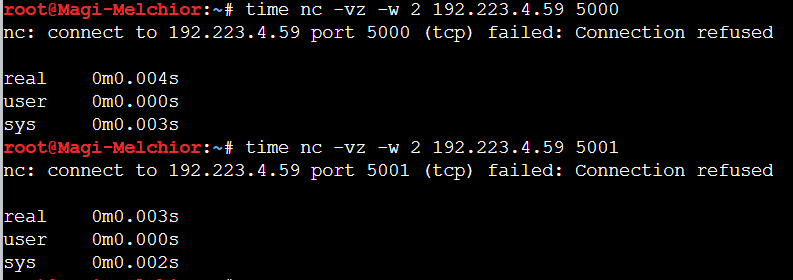 root@Magi-Melchior:~# time nc -vz -w 2 192.223.4.59 5000
nc: connect to 192.223.4.59 port 5000 (tcp) failed: Connection refused
real 0m0.004s
user 0m0.000s
sys 0m0.003s
root@Magi-Melchior:~# time nc -vz -w 2 192.223.4.59 5001
nc: connect to 192.223.4.59 port 5001 (tcp) failed: Connection refused
real 0m0.003s
user 0m0.000s
sys 0m0.002s